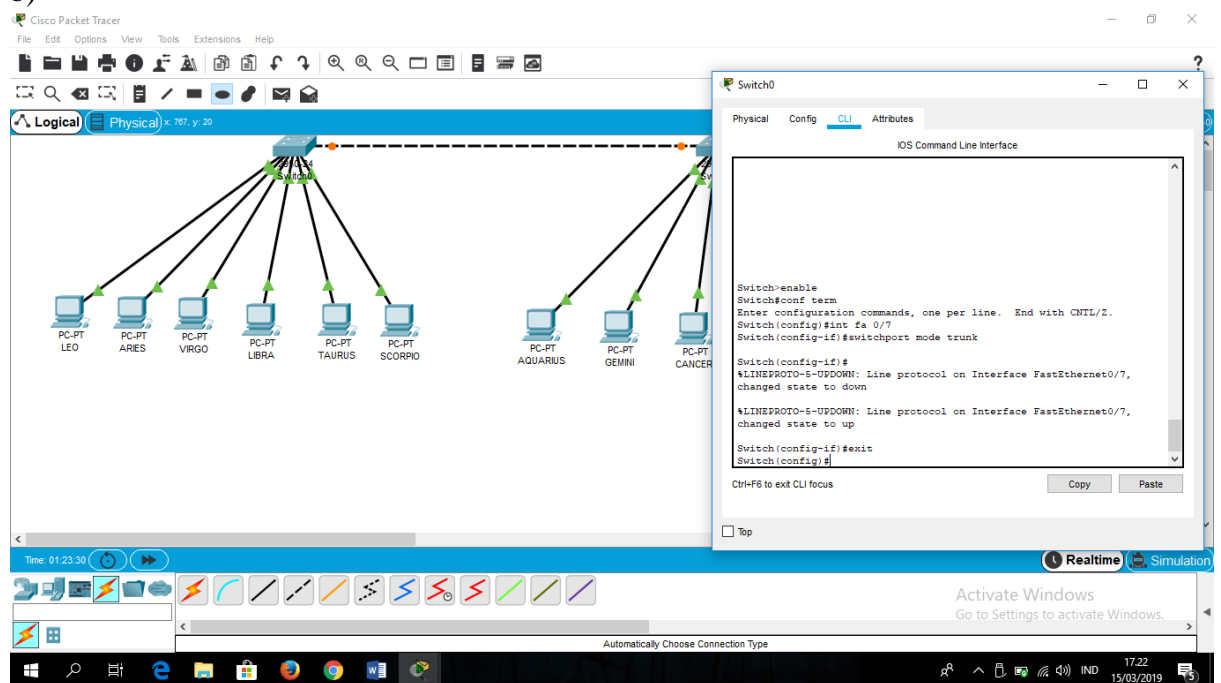 Cisco Packet Tracer
File Edit Options View Tools Extensions Help
Logical Physical x: 767, y: 20
Switch0
PC-PT
LEO
PC-PT
ARIES
PC-PT
VIRGO
PC-PT
LIBRA
PC-PT
TAURUS
PC-PT
SCORPIO
PC-PT
AQUARIUS
PC-PT
GEMINI
PC-PT
CANCER
Switch0
Physical Config CLI Attributes
IOS Command Line Interface
Switch>enable
Switch#conf term
Enter configuration commands, one per line. End with CNTL/Z.
Switch(config)#int fa 0/7
Switch(config-if)#switchport mode trunk
Switch(config-if)#
%LINEPROTO-5-UPDOWN: Line protocol on Interface FastEthernet0/7,
changed state to down
%LINEPROTO-5-UPDOWN: Line protocol on Interface FastEthernet0/7,
changed state to up
Switch(config-if)#exit
Switch(config)#
Ctrl+F6 to exit CLI focus
Copy Paste
Top
Time: 01:23:30
Realtime Simulation
Activate Windows
Go to Settings to activate Windows.
Automatically Choose Connection Type
IND
17.22
15/03/2019
5